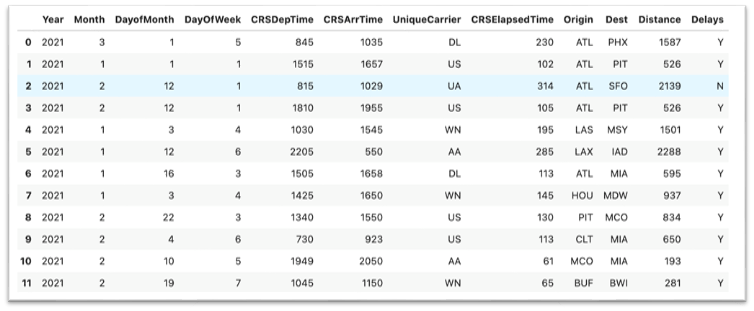 Year Month DayofMonth DayOfWeek CRSDepTime CRSArrTime UniqueCarrier CRSElapsedTime Origin Dest Distance Delays
0 2021 3 1 5 845 1035 DL 230 ATL PHX 1587 Y
1 2021 1 1 1 1515 1657 US 102 ATL PIT 526 Y
2 2021 2 12 1 815 1029 UA 314 ATL SFO 2139 N
3 2021 2 12 1 1810 1955 US 105 ATL PIT 526 Y
4 2021 1 3 4 1030 1545 WN 195 LAS MSY 1501 Y
5 2021 1 12 6 2205 550 AA 285 LAX IAD 2288 Y
6 2021 1 16 3 1505 1658 DL 113 ATL MIA 595 Y
7 2021 1 3 4 1425 1650 WN 145 HOU MDW 937 Y
8 2021 2 22 3 1340 1550 US 130 PIT MCO 834 Y
9 2021 2 4 6 730 923 US 113 CLT MIA 650 Y
10 2021 2 10 5 1949 2050 AA 61 MCO MIA 193 Y
11 2021 2 19 7 1045 1150 WN 65 BUF BWI 281 Y